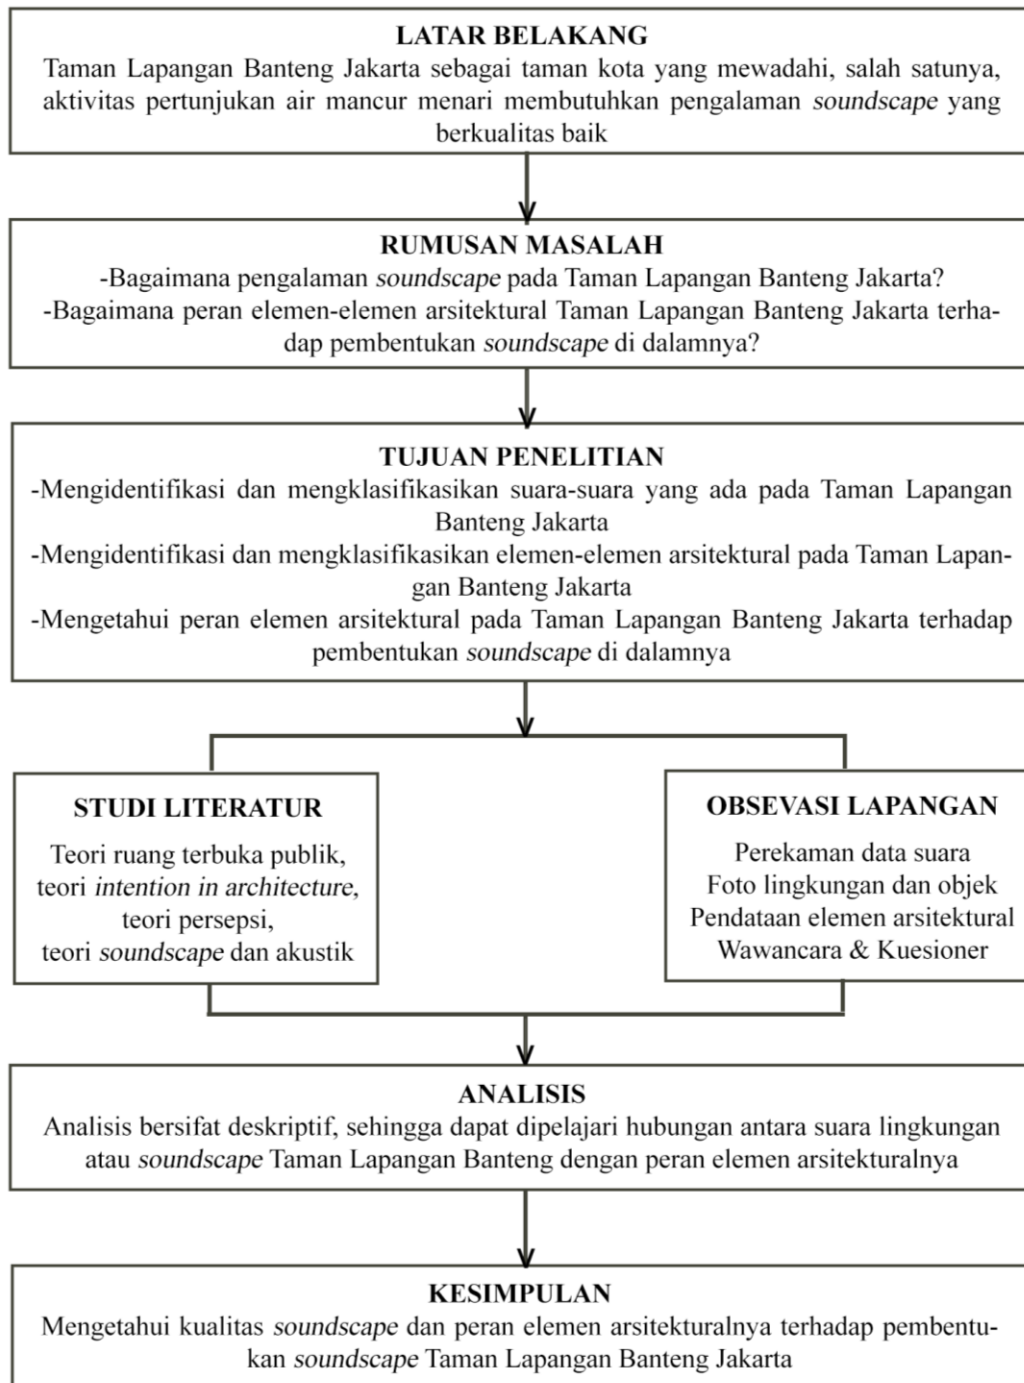 LATAR BELAKANG
Taman Lapangan Banteng Jakarta sebagai taman kota yang mewadahi, salah satunya,
aktivitas pertunjukan air mancur menari membutuhkan pengalaman soundscape yang
berkualitas baik
RUMUSAN MASALAH
-Bagaimana pengalaman soundscape pada Taman Lapangan Banteng Jakarta?
-Bagaimana peran elemen-elemen arsitektural Taman Lapangan Banteng Jakarta terha-
dap pembentukan soundscape di dalamnya?
TUJUAN PENELITIAN
-Mengidentifikasi dan mengklasifikasikan suara-suara yang ada pada Taman Lapangan
Banteng Jakarta
-Mengidentifikasi dan mengklasifikasikan elemen-elemen arsitektural pada Taman Lapan-
gan Banteng Jakarta
-Mengetahui peran elemen arsitektural pada Taman Lapangan Banteng Jakarta terhadap
pembentukan soundscape di dalamnya
STUDI LITERATUR
Teori ruang terbuka publik,
teori intention in architecture,
teori persepsi,
teori soundscape dan akustik
OBSEVASI LAPANGAN
Perekaman data suara
Foto lingkungan dan objek
Pendataan elemen arsitektural
Wawancara & Kuesioner
ANALISIS
Analisis bersifat deskriptif, sehingga dapat dipelajari hubungan antara suara lingkungan
atau soundscape Taman Lapangan Banteng dengan peran elemen arsitekturalnya
KESIMPULAN
Mengetahui kualitas soundscape dan peran elemen arsitekturalnya terhadap pembentu-
kan soundscape Taman Lapangan Banteng Jakarta